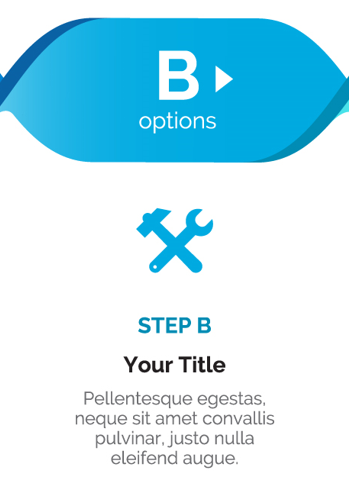 B
options
STEP B
Your Title
Pellentesque egestas,
neque sit amet convallis
pulvinar, justo nulla
eleifend augue.